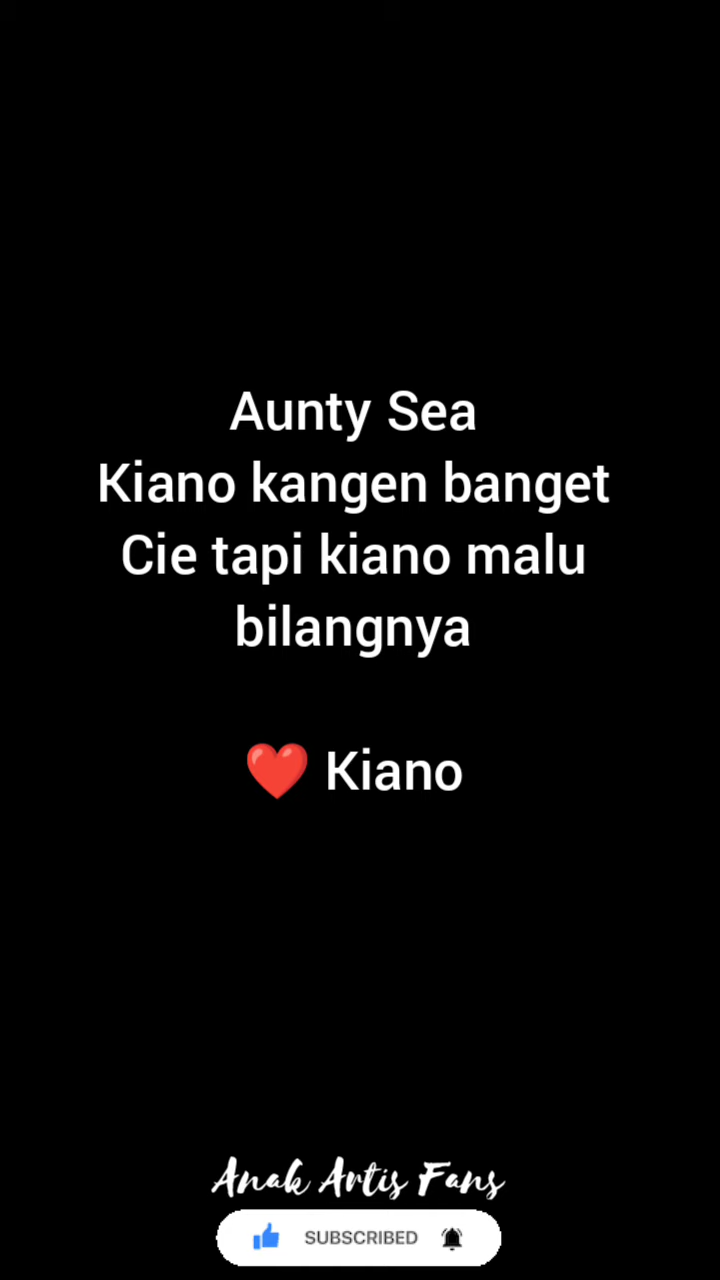 Aunty Sea
Kiano kangen banget
Cie tapi kiano malu
bilangnya
❤️ Kiano
Anak Artis Fans
SUBSCRIBED